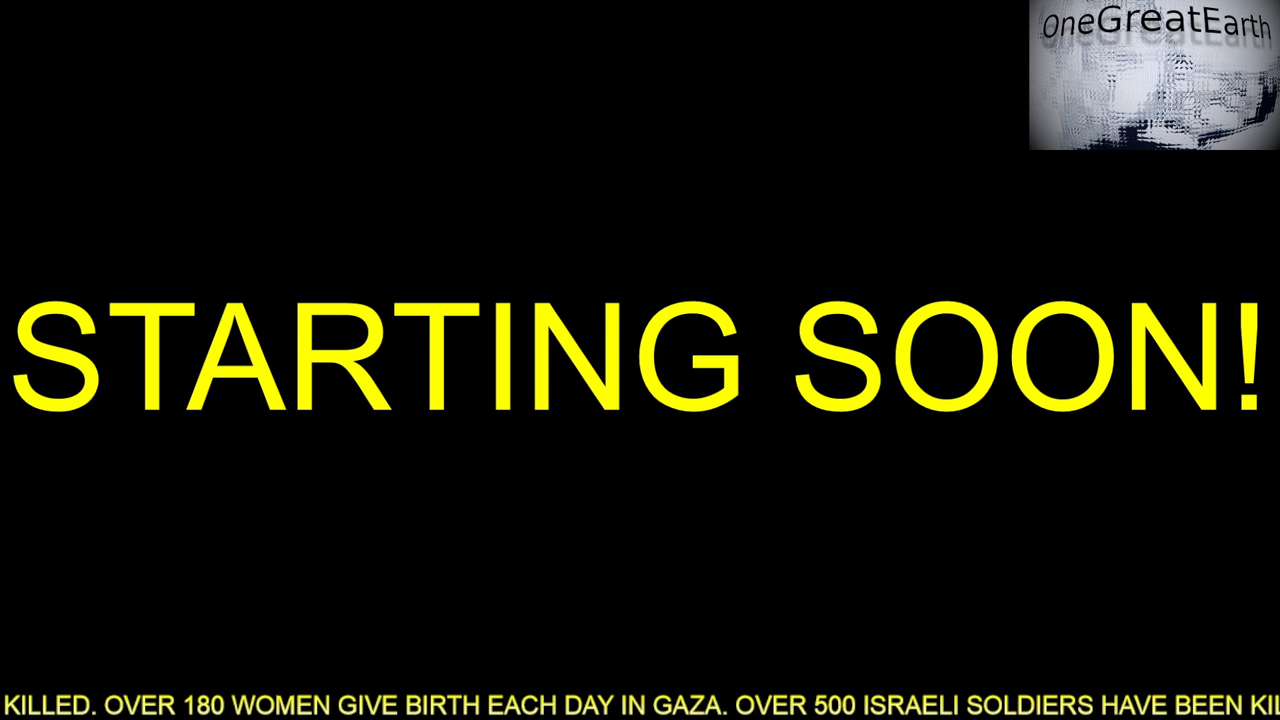 OneGreatEarth
STARTING SOON!
KILLED. OVER 180 WOMEN GIVE BIRTH EACH DAY IN GAZA. OVER 500 ISRAELI SOLDIERS HAVE BEEN KIL